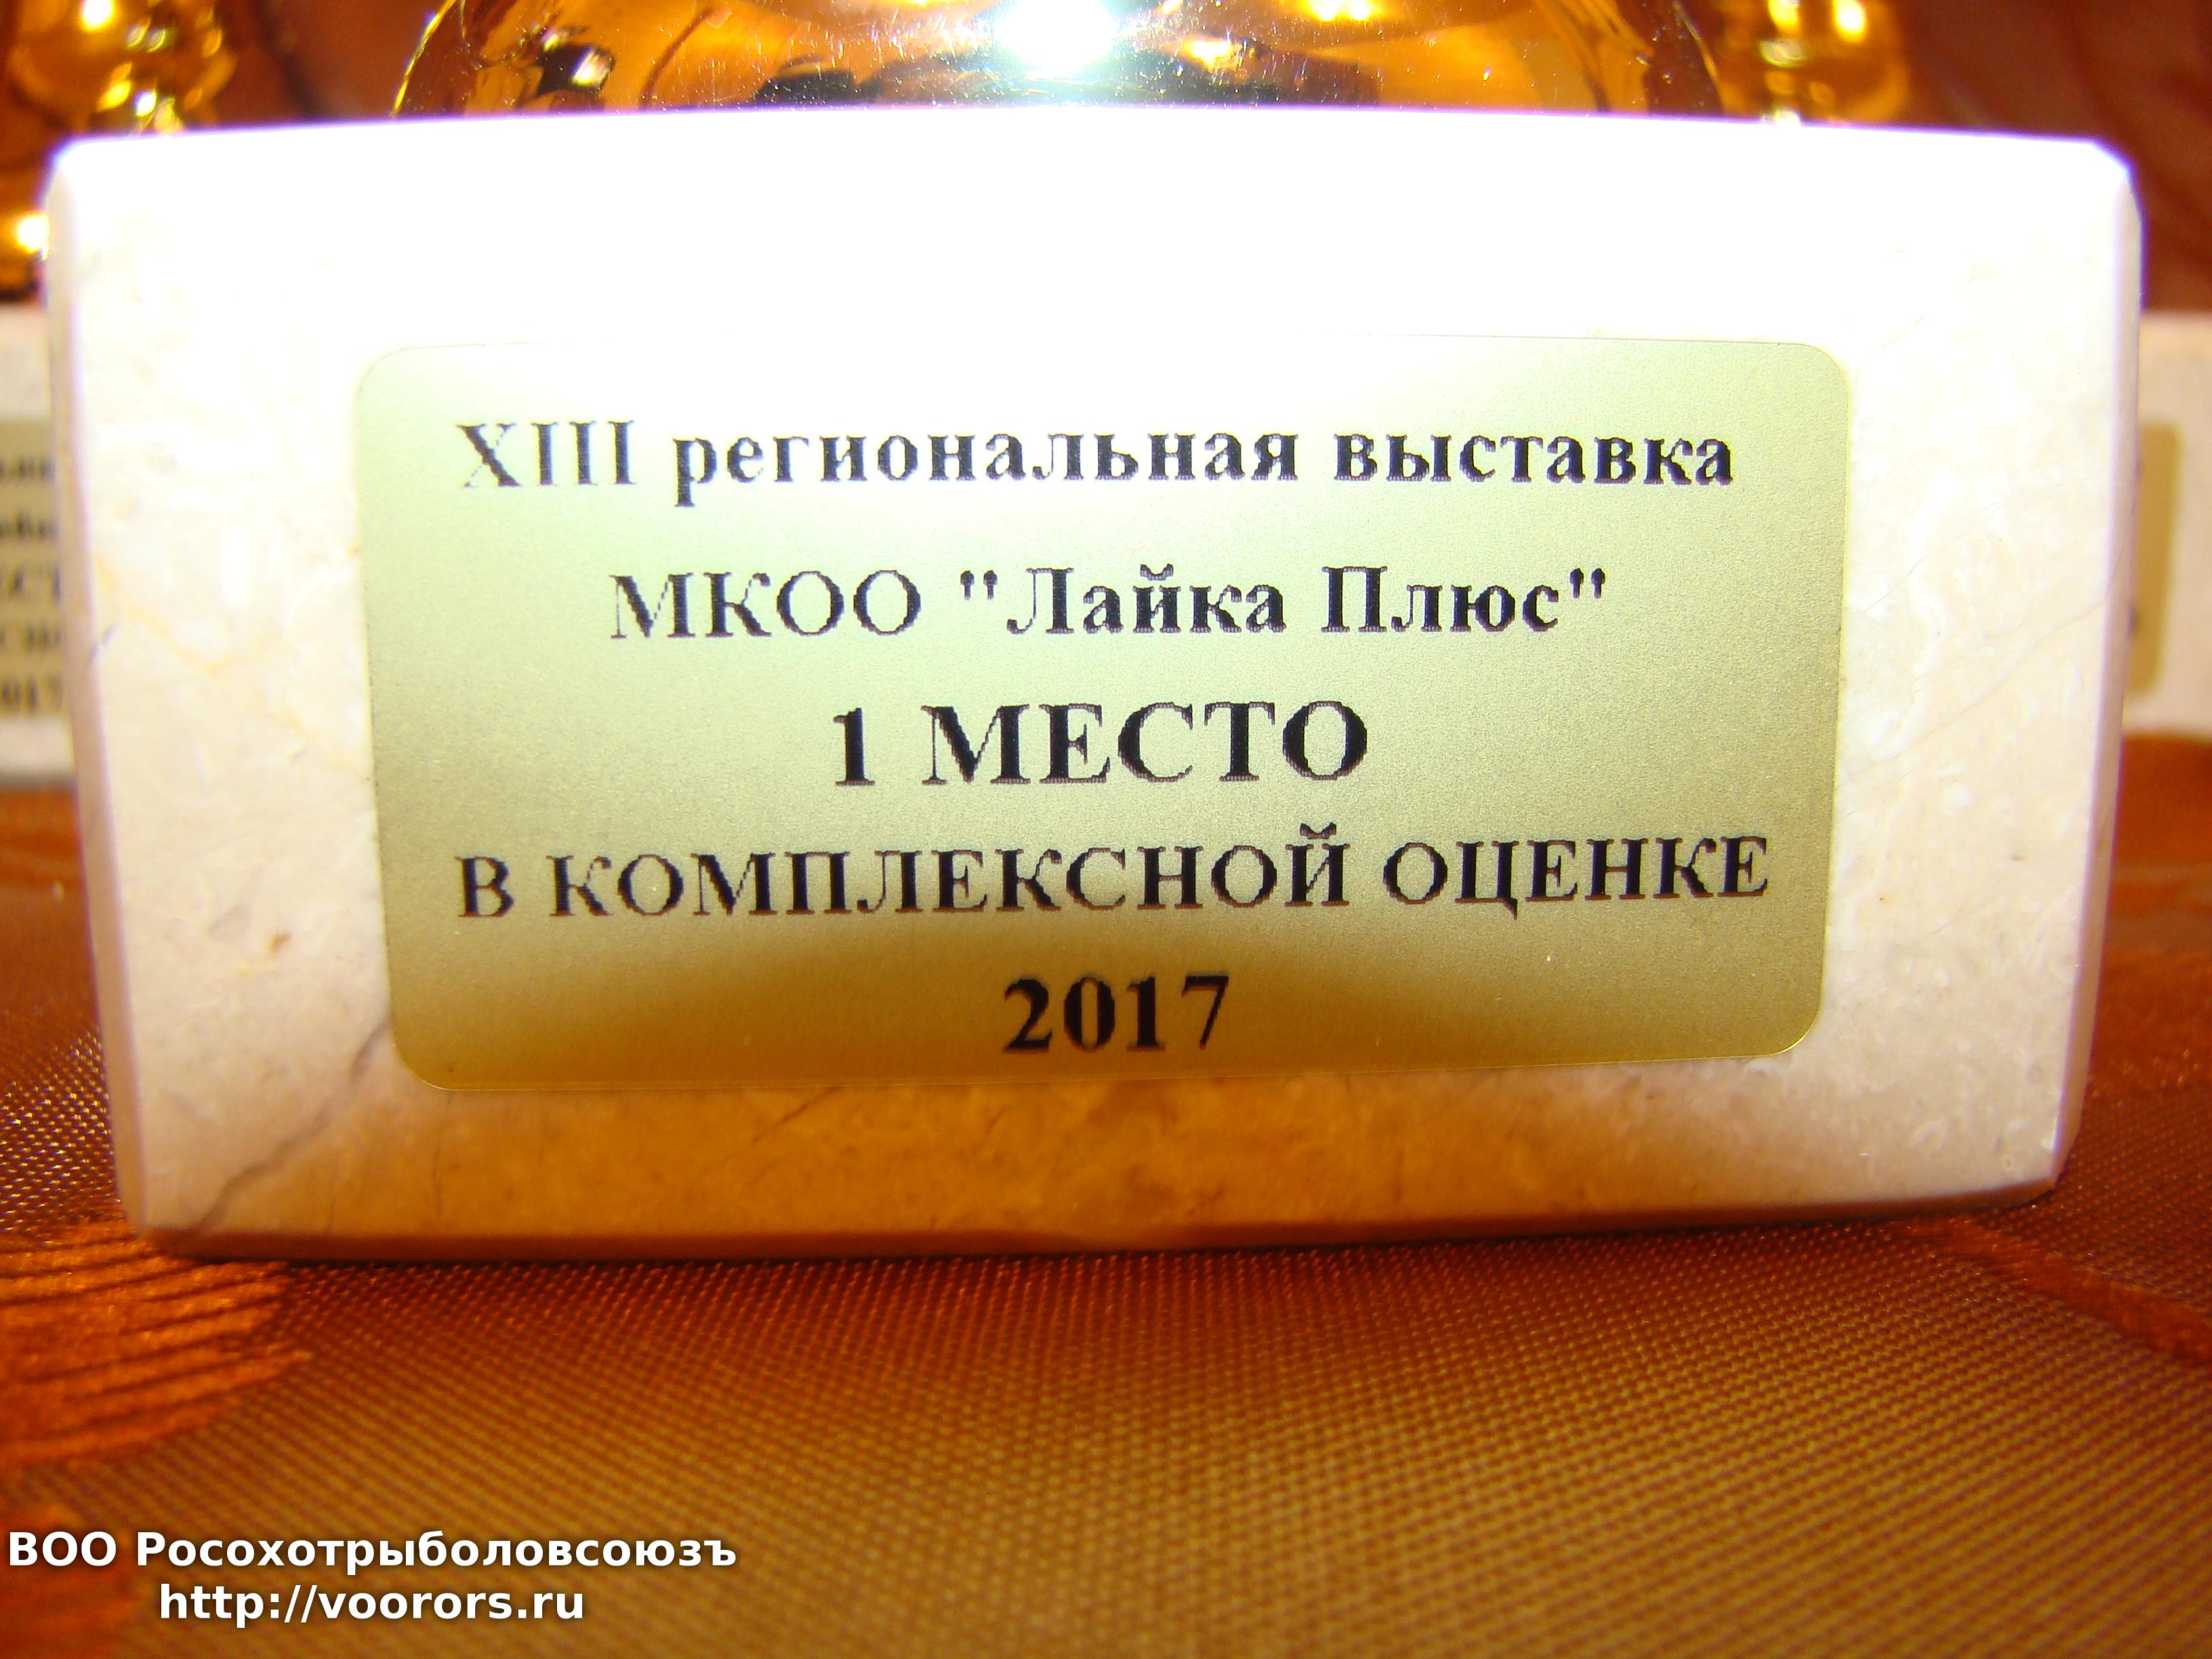 XIII региональная выставка
МКОО "Лайка Плюс"
1 МЕСТО
В КОМПЛЕКСНОЙ ОЦЕНКЕ
2017
ВОО Росохотрыболовсоюзъ
http://voorors.ru